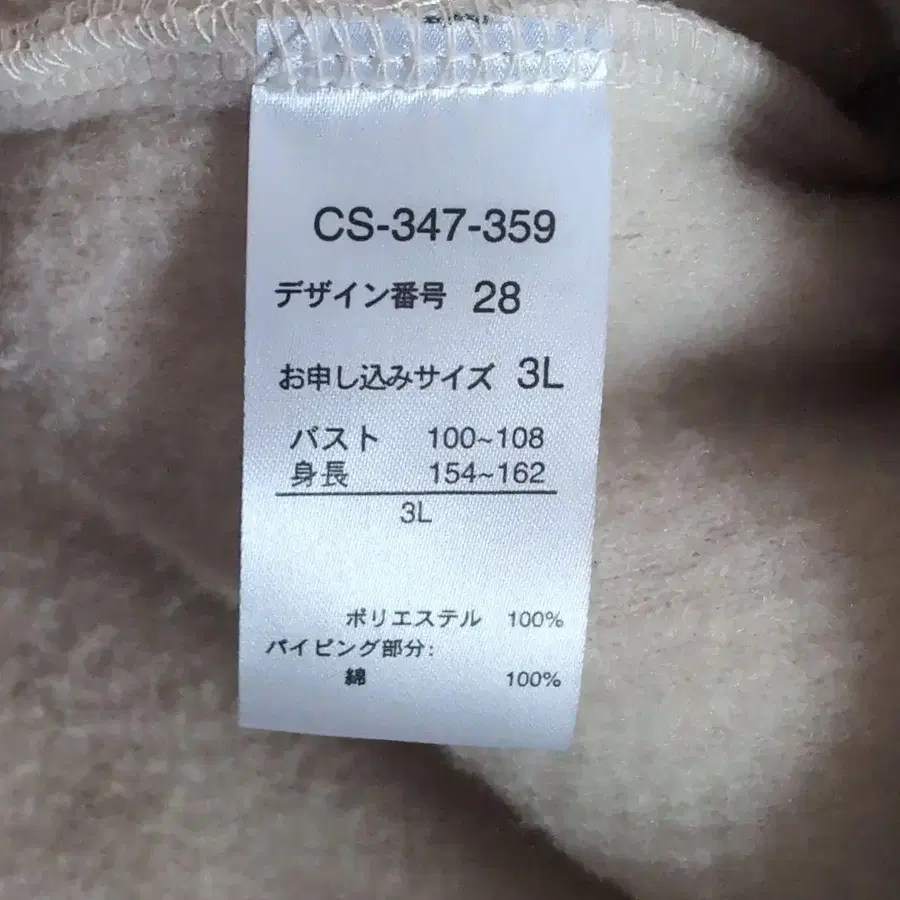 CS-347-359
デザイン番号 28
お申し込みサイズ 3L
バスト 100~108
身長 154~162
3L
ポリエステル 100%
パイピング部分:
綿 100%